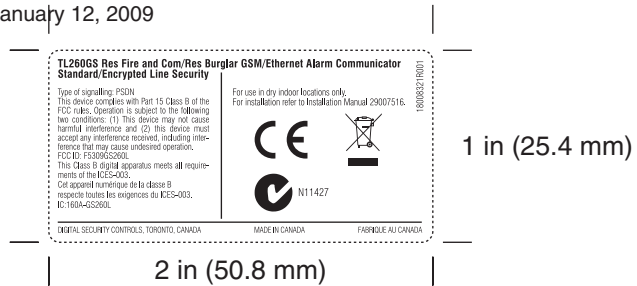 anuary 12, 2009
TL260GS Res Fire and Com/Res Burglar GSM/Ethernet Alarm Communicator
Standard/Encrypted Line Security
Type of signalling: PSDN
This device complies with Part 15 Class B of the
FCC rules. Operation is subject to the following
two conditions: (1) This device may not cause
harmful interference and (2) this device must
accept any interference received, including inter-
ference that may cause undesired operation.
FCC ID: F5309GS260L
This Class B digital apparatus meets all require-
ments of the ICES-003.
Cet appareil numérique de la classe B
respecte toutes les exigences du ICES-003.
IC:160A-GS260L
For use in dry indoor locations only.
For installation refer to Installation Manual 29007516.
CE
N11427
18008321R001
DIGITAL SECURITY CONTROLS, TORONTO, CANADA
MADE IN CANADA
FABRIQUE AU CANADA
1 in (25.4 mm)
2 in (50.8 mm)